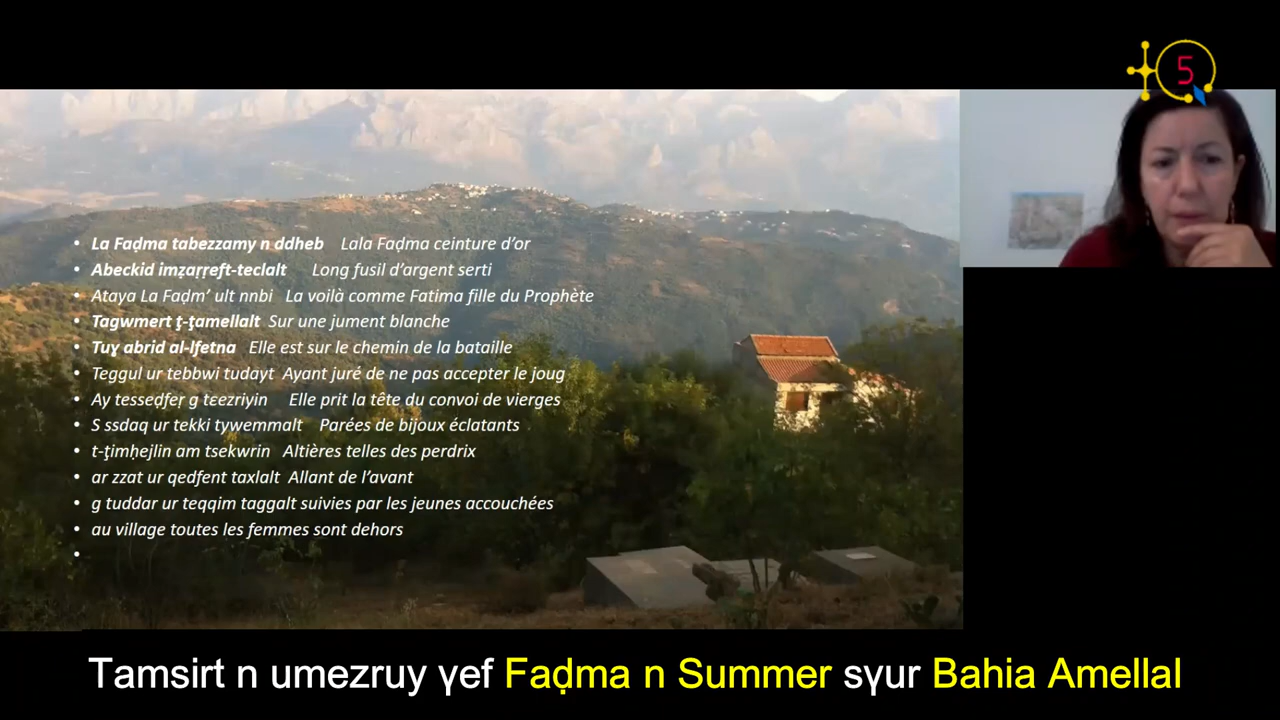 5
• La Faḍma tabezzamy n ddheb Lala Faḍma ceinture d’or
• Abeckid imẓaṛṛeft-teclalt Long fusil d’argent serti
• Ataya La Faḍm’ ult nnbi La voilà comme Fatima fille du Prophète
• Tagwmert ţ-ţamellalt Sur une jument blanche
• Tuɣ abrid al-lfetna Elle est sur le chemin de la bataille
• Teggul ur tebbwi tudayt Ayant juré de ne pas accepter le joug
• Ay tesseḍfeṛ g teezriyin Elle prit la tête du convoi de vierges
• S ssdaq ur tekki tywemmalt Parées de bijoux éclatants
• t-ţimḥejlin am tsekwrin Altières telles des perdrix
• ar zzat ur qedfent taxlalt Allant de l’avant
• g tuddar ur teqqim taggalt suivies par les jeunes accouchées
• au village toutes les femmes sont dehors
•
Tamsirt n umezruy ɣef Faḍma n Summer sɣur Bahia Amellal